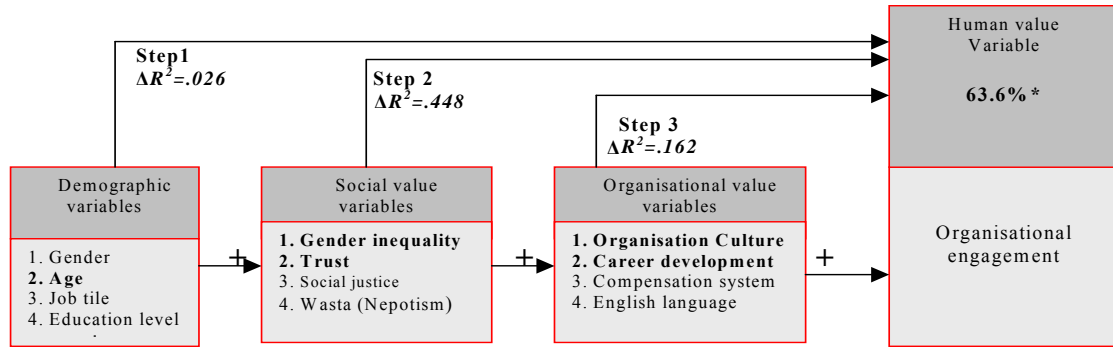 Human value
Variable
63.6%*
Step1
ΔR²=.026
Step 2
ΔR²=.448
Step 3
ΔR²=.162
Demographic
variables
1. Gender
2. Age
3. Job tile
4. Education level
+
Social value
variables
1. Gender inequality
2. Trust
3. Social justice
4. Wasta (Nepotism)
+
Organisational value
variables
1. Organisation Culture
2. Career development
3. Compensation system
4. English language
+
Organisational
engagement